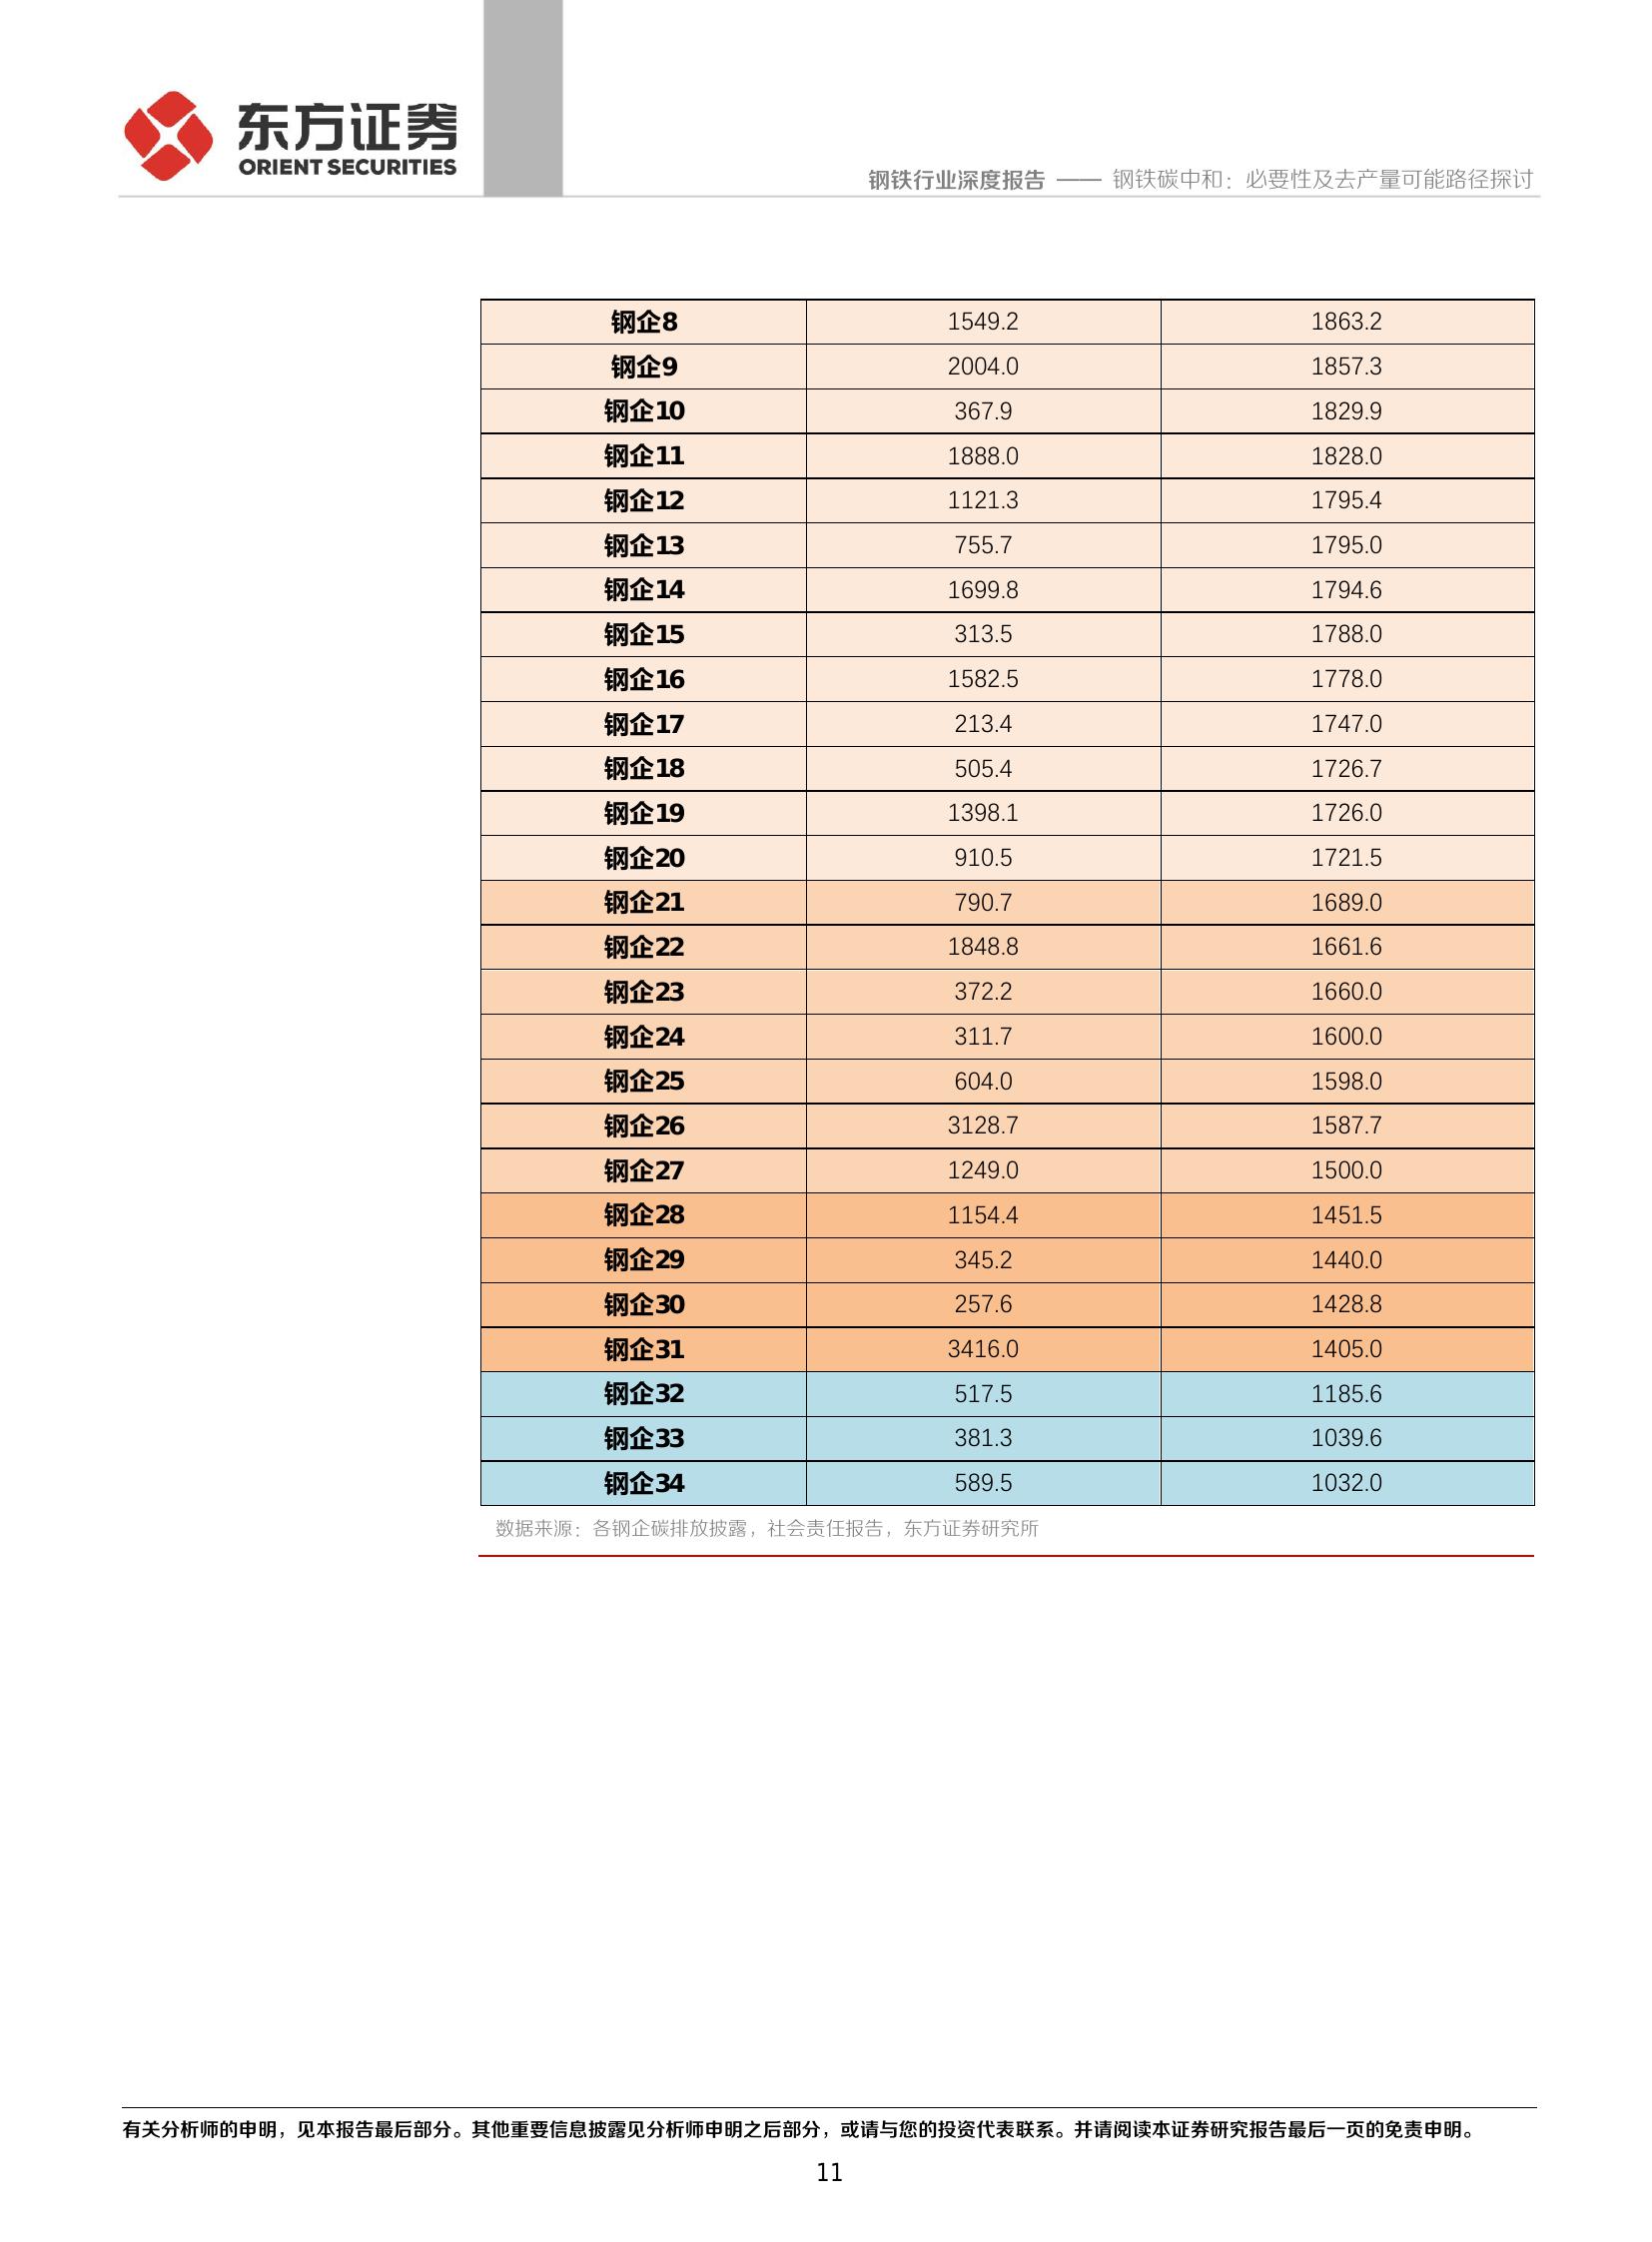 东方证券
ORIENT SECURITIES
钢铁行业深度报告 —— 钢铁碳中和：必要性及去产量可能路径探讨
钢企8 1549.2 1863.2
钢企9 2004.0 1857.3
钢企10 367.9 1829.9
钢企11 1888.0 1828.0
钢企12 1121.3 1795.4
钢企13 755.7 1795.0
钢企14 1699.8 1794.6
钢企15 313.5 1788.0
钢企16 1582.5 1778.0
钢企17 213.4 1747.0
钢企18 505.4 1726.7
钢企19 1398.1 1726.0
钢企20 910.5 1721.5
钢企21 790.7 1689.0
钢企22 1848.8 1661.6
钢企23 372.2 1660.0
钢企24 311.7 1600.0
钢企25 604.0 1598.0
钢企26 3128.7 1587.7
钢企27 1249.0 1500.0
钢企28 1154.4 1451.5
钢企29 345.2 1440.0
钢企30 257.6 1428.8
钢企31 3416.0 1405.0
钢企32 517.5 1185.6
钢企33 381.3 1039.6
钢企34 589.5 1032.0
数据来源：各钢企碳排放披露，社会责任报告，东方证券研究所
有关分析师的申明，见本报告最后部分。其他重要信息披露见分析师申明之后部分，或请与您的投资代表联系。并请阅读本证券研究报告最后一页的免责申明。
11